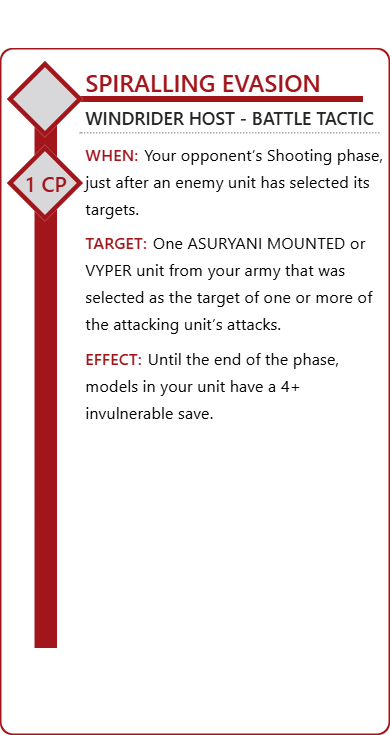 SPIRALLING EVASION
WINDRIDER HOST - BATTLE TACTIC
WHEN: Your opponent's Shooting phase,
1 CP
just after an enemy unit has selected its
targets.
TARGET: One ASURYANI MOUNTED or
VYPER unit from your army that was
selected as the target of one or more of
the attacking unit's attacks.
EFFECT: Until the end of the phase,
models in your unit have a 4+
invulnerable save.